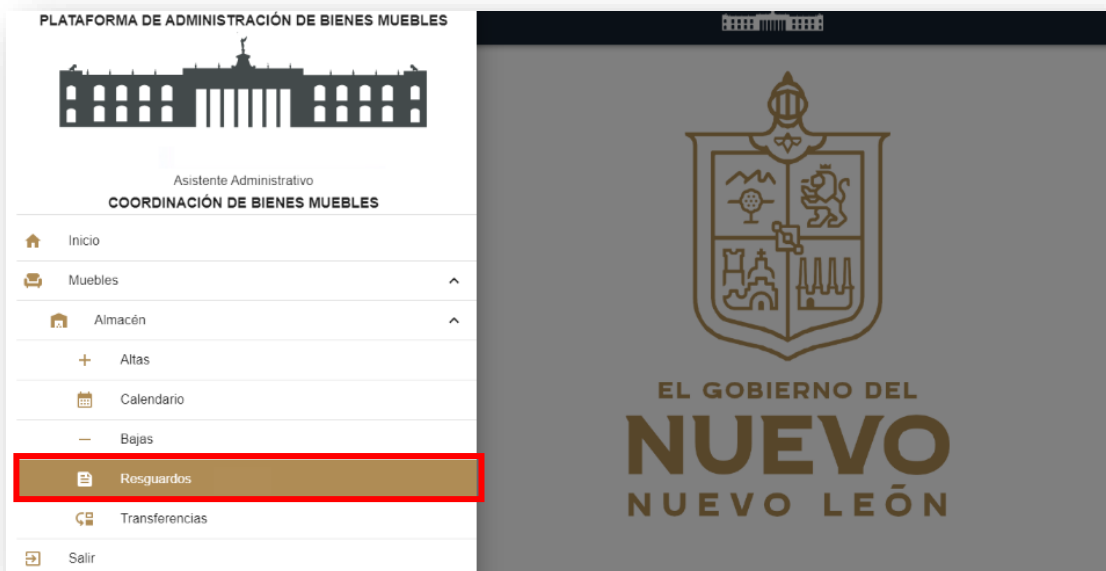 PLATAFORMA DE ADMINISTRACIÓN DE BIENES MUEBLES
Asistente Administrativo
COORDINACIÓN DE BIENES MUEBLES
Inicio
Muebles
Almacén
Altas
Calendario
Bajas
Resguardos
Transferencias
Salir
EL GOBIERNO DEL
NUEVO
NUEVO LEÓN